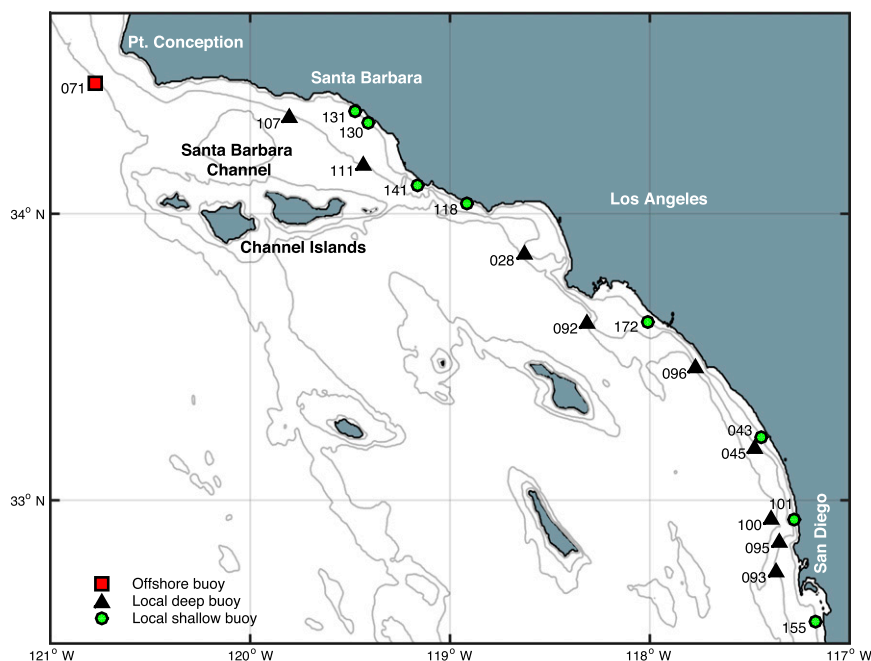 Pt. Conception
071
Santa Barbara
107
131
130
Santa Barbara
Channel
111
141
118
Los Angeles
34° N
Channel Islands
028
092
172
096
043
045
33° N
101
100
095
093
San Diego
Offshore buoy
Local deep buoy
Local shallow buoy
155
121° W
120° W
119° W
118° W
117° W